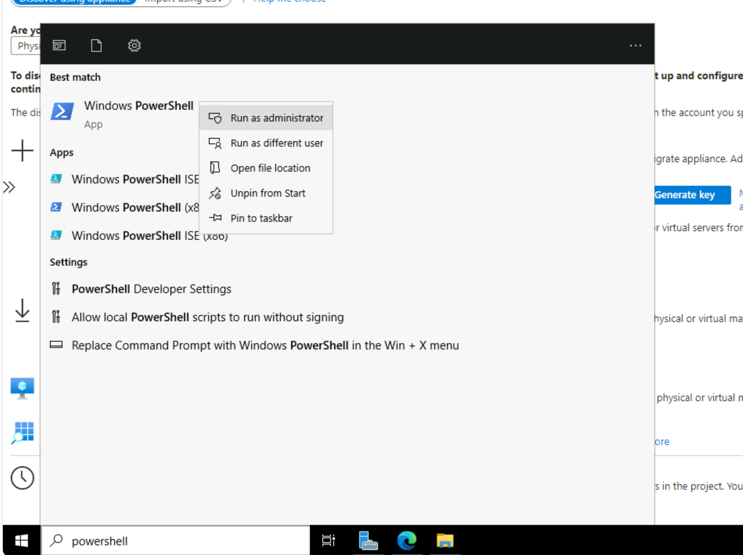 Discover using appliance Import using CSV Help me choose
Are yo
Physi
To dis
contin
The di
Best match
Windows PowerShell
App
Run as administrator
Run as different user
Open file location
Unpin from Start
Pin to taskbar
Apps
Windows PowerShell ISE
Windows PowerShell (x8
Windows PowerShell ISE (x86)
Settings
PowerShell Developer Settings
Allow local PowerShell scripts to run without signing
Replace Command Prompt with Windows PowerShell in the Win + X menu
t up and configure
n the account you sp
igrate appliance. Ad
Generate key
or virtual servers from
hysical or virtual ma
physical or virtual m
ore
s in the project. You
powershell